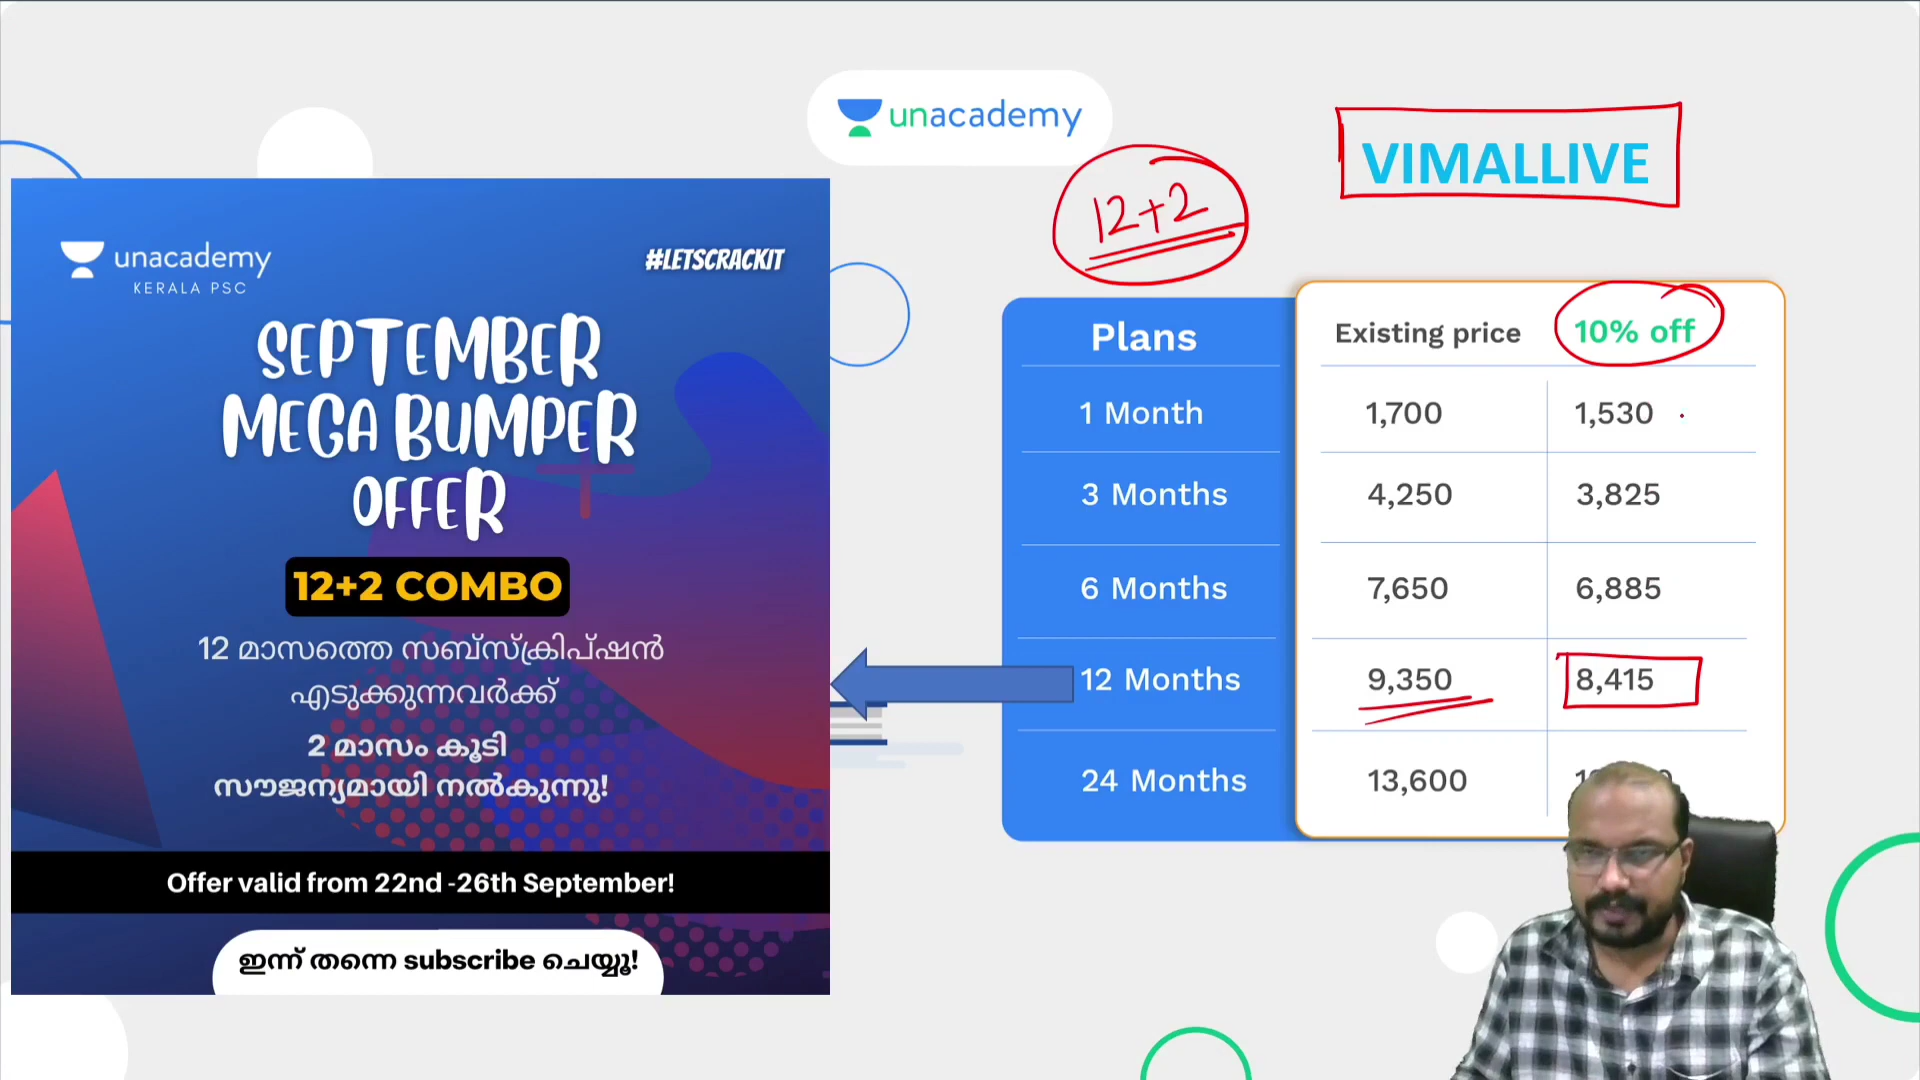 unacademy
VIMALLIVE
12+2
unacademy
KERALA PSC
#LETSCRACKIT
SEPTEMBER
MEGA BUMPER
OFFER
12+2 COMBO
12 മാസത്തെ സബ്സ്ക്രിപ്ഷൻ
എടുക്കുന്നവർക്ക്
2 മാസം കൂടി
സൗജന്യമായി നൽകുന്നു!
Offer valid from 22nd -26th September!
ഇന്ന് തന്നെ subscribe ചെയ്യൂ!
Plans Existing price 10% off
1 Month 1,700 1,530
3 Months 4,250 3,825
6 Months 7,650 6,885
12 Months 9,350 8,415
24 Months 13,600